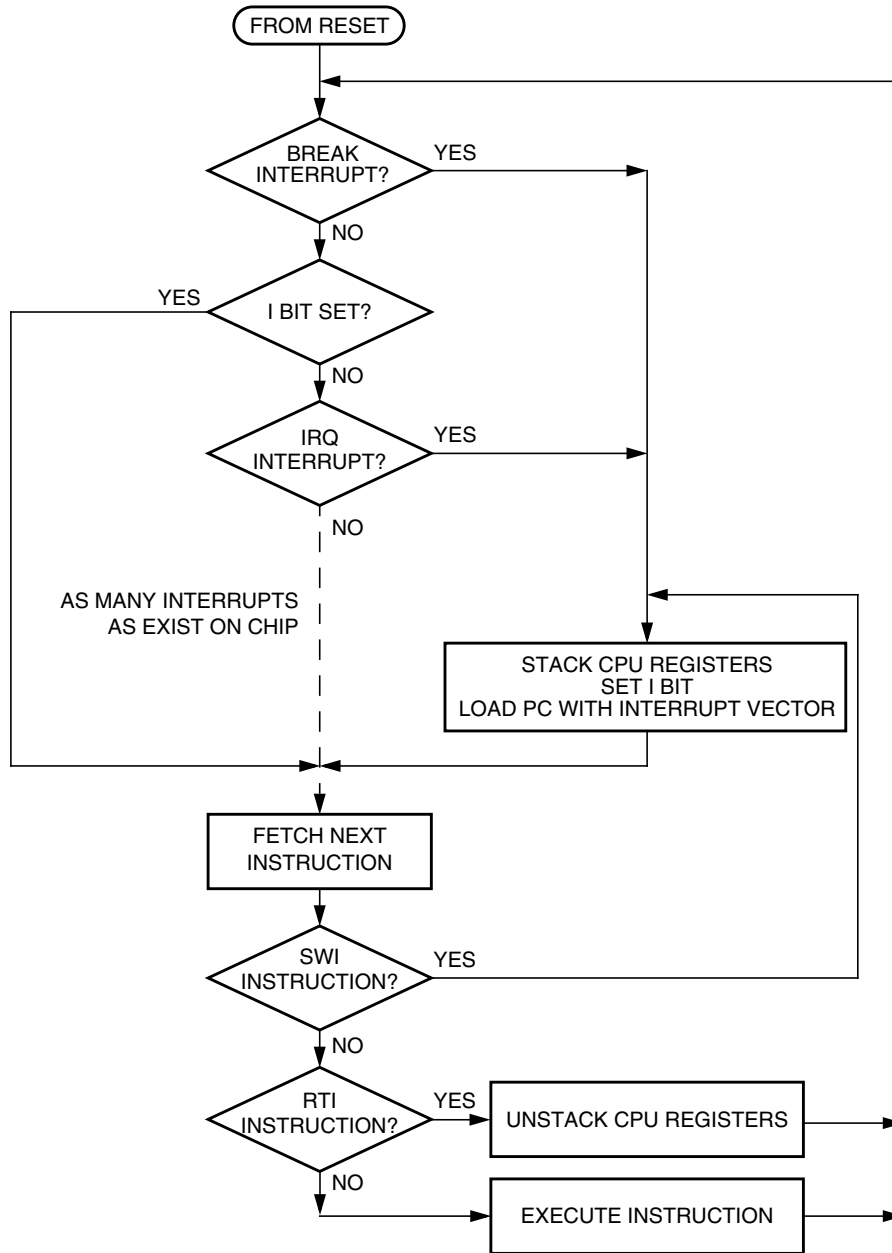 FROM RESET
BREAK
INTERRUPT?
YES
NO
YES
I BIT SET?
NO
IRQ
INTERRUPT?
YES
NO
AS MANY INTERRUPTS
AS EXIST ON CHIP
STACK CPU REGISTERS
SET I BIT
LOAD PC WITH INTERRUPT VECTOR
FETCH NEXT
INSTRUCTION
SWI
INSTRUCTION?
YES
NO
RTI
INSTRUCTION?
YES
UNSTACK CPU REGISTERS
NO
EXECUTE INSTRUCTION